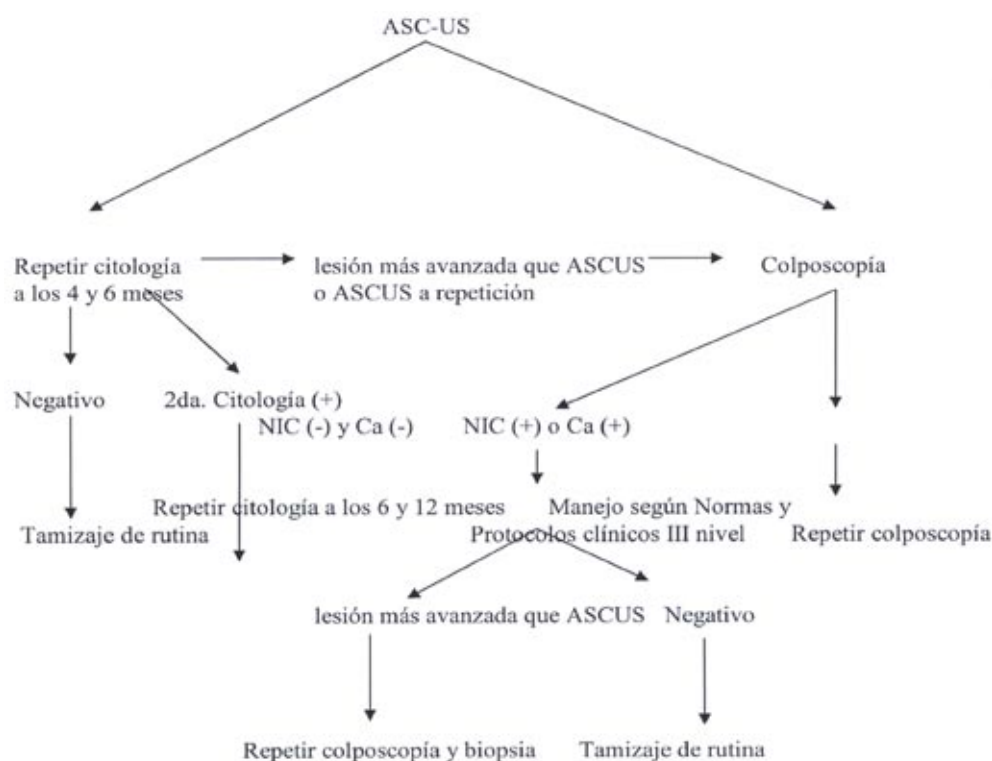 ASC-US
Repetir citología
a los 4 y 6 meses
lesión más avanzada que ASCUS
o ASCUS a repetición
Colposcopía
Negativo
2da. Citología (+)
NIC (-) y Ca (-)
NIC (+) o Ca (+)
Repetir citología a los 6 y 12 meses
Manejo según Normas y
Protocolos clínicos III nivel
Tamizaje de rutina
Repetir colposcopía
lesión más avanzada que ASCUS
Negativo
Repetir colposcopía y biopsia
Tamizaje de rutina